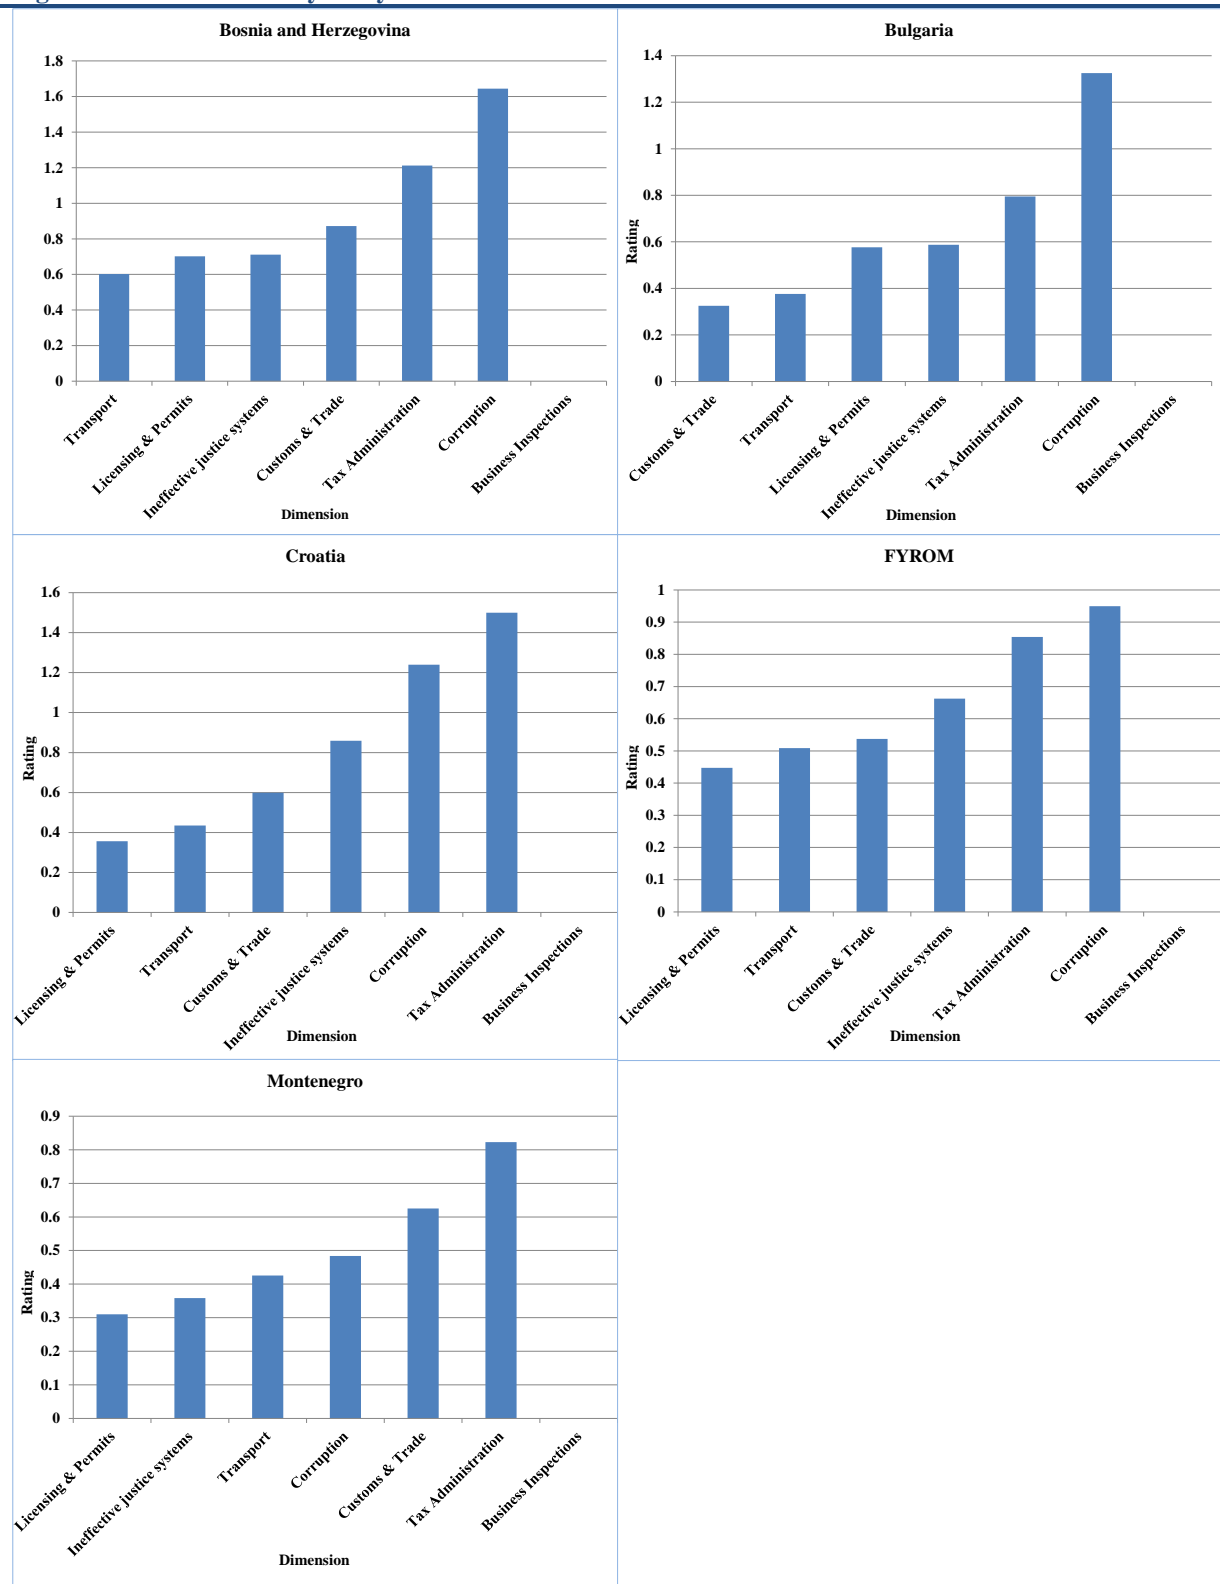 Bosnia and Herzegovina
1.8
1.6
1.4
1.2
1
0.8
0.6
0.4
0.2
0
Transport
Licensing & Permits
Ineffective justice systems
Customs & Trade
Tax Administration
Corruption
Business Inspections
Dimension
Bulgaria
1.4
1.2
1
0.8
0.6
0.4
0.2
0
Rating
Customs & Trade
Transport
Licensing & Permits
Ineffective justice systems
Tax Administration
Corruption
Business Inspections
Dimension
Croatia
1.6
1.4
1.2
1
0.8
0.6
0.4
0.2
0
Rating
Licensing & Permits
Transport
Customs & Trade
Ineffective justice systems
Corruption
Tax Administration
Business Inspections
Dimension
FYROM
1
0.9
0.8
0.7
0.6
0.5
0.4
0.3
0.2
0.1
0
Rating
Licensing & Permits
Transport
Customs & Trade
Ineffective justice systems
Tax Administration
Corruption
Business Inspections
Dimension
Montenegro
0.9
0.8
0.7
0.6
0.5
0.4
0.3
0.2
0.1
0
Rating
Licensing & Permits
Ineffective justice systems
Transport
Corruption
Customs & Trade
Tax Administration
Business Inspections
Dimension